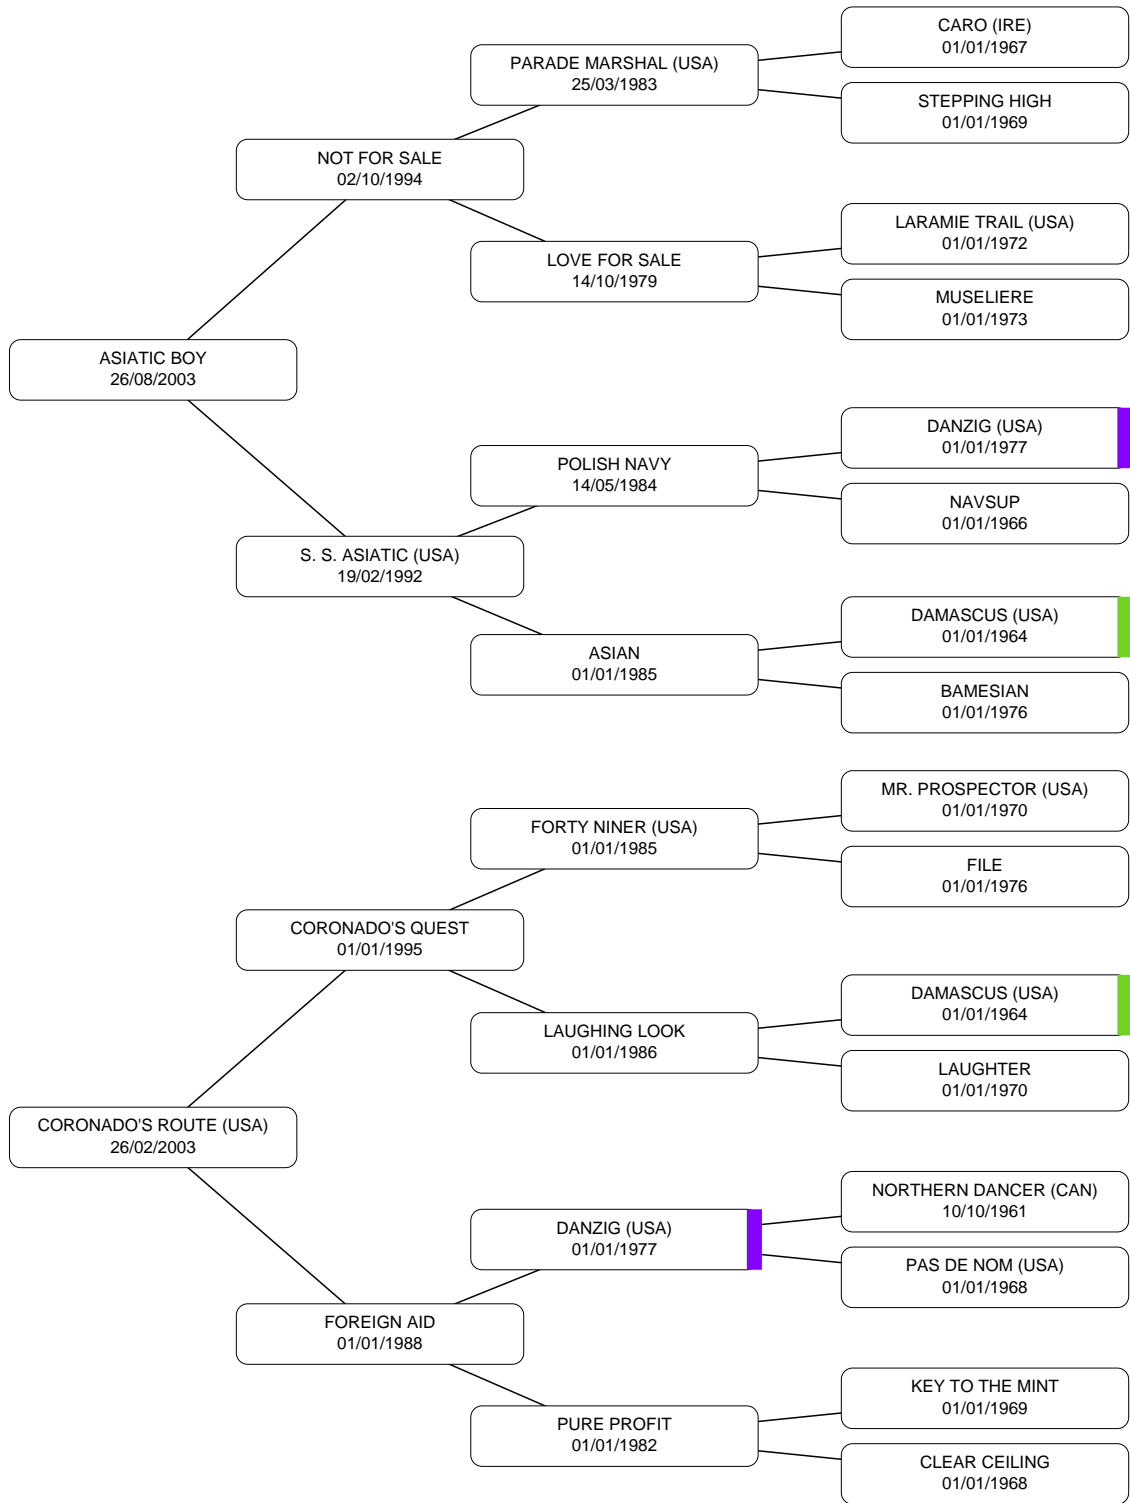 CARO (IRE)
01/01/1967
PARADE MARSHAL (USA)
25/03/1983
STEPPING HIGH
01/01/1969
NOT FOR SALE
02/10/1994
LARAMIE TRAIL (USA)
01/01/1972
LOVE FOR SALE
14/10/1979
MUSELIERE
01/01/1973
ASIATIC BOY
26/08/2003
DANZIG (USA)
01/01/1977
POLISH NAVY
14/05/1984
NAVSUP
01/01/1966
S. S. ASIATIC (USA)
19/02/1992
DAMASCUS (USA)
01/01/1964
ASIAN
01/01/1985
BAMESIAN
01/01/1976
MR. PROSPECTOR (USA)
01/01/1970
FORTY NINER (USA)
01/01/1985
FILE
01/01/1976
CORONADO'S QUEST
01/01/1995
DAMASCUS (USA)
01/01/1964
LAUGHING LOOK
01/01/1986
LAUGHTER
01/01/1970
CORONADO'S ROUTE (USA)
26/02/2003
NORTHERN DANCER (CAN)
10/10/1961
DANZIG (USA)
01/01/1977
PAS DE NOM (USA)
01/01/1968
FOREIGN AID
01/01/1988
KEY TO THE MINT
01/01/1969
PURE PROFIT
01/01/1982
CLEAR CEILING
01/01/1968